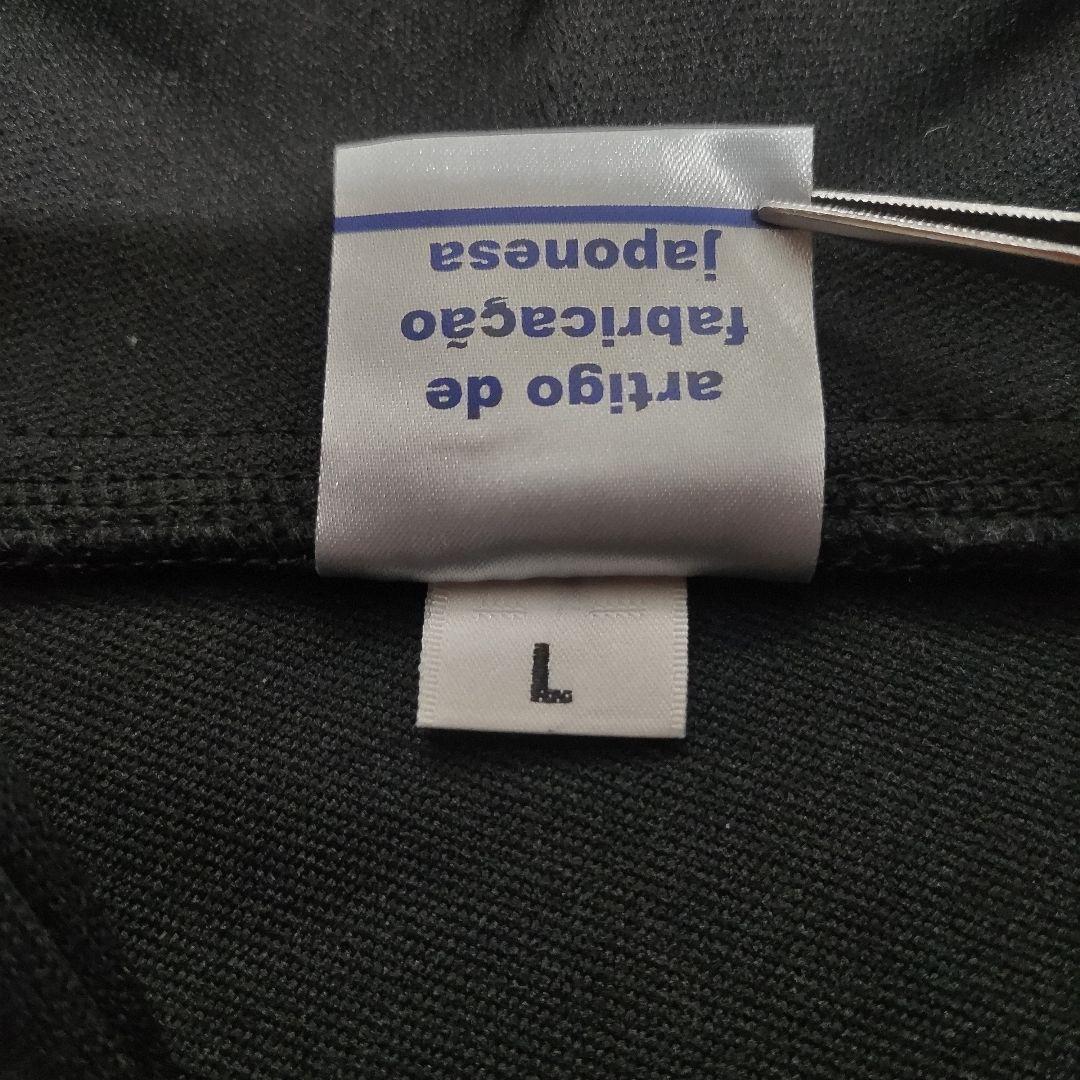 artigo de
fabricação
japonesa
L